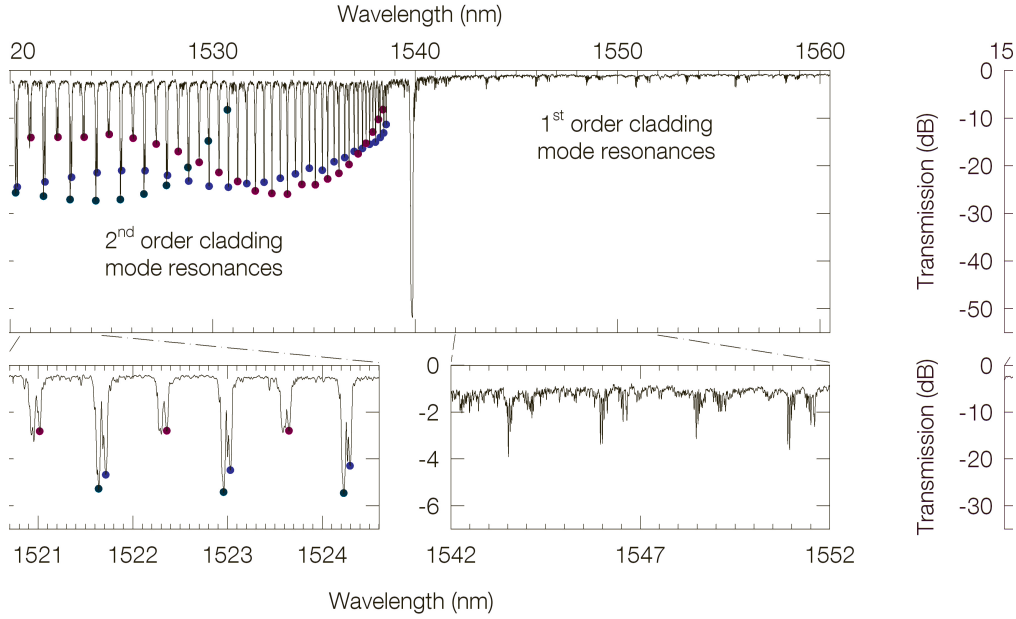 Wavelength (nm)
20 1530 1540 1550 1560 15
0
-10
-20
-30
-40
-50
Transmission (dB)
1st order cladding
mode resonances
2nd order cladding
mode resonances
0
-2
-4
-6
0
-10
-20
-30
Transmission (dB)
1521 1522 1523 1524 1542 1547 1552
Wavelength (nm)